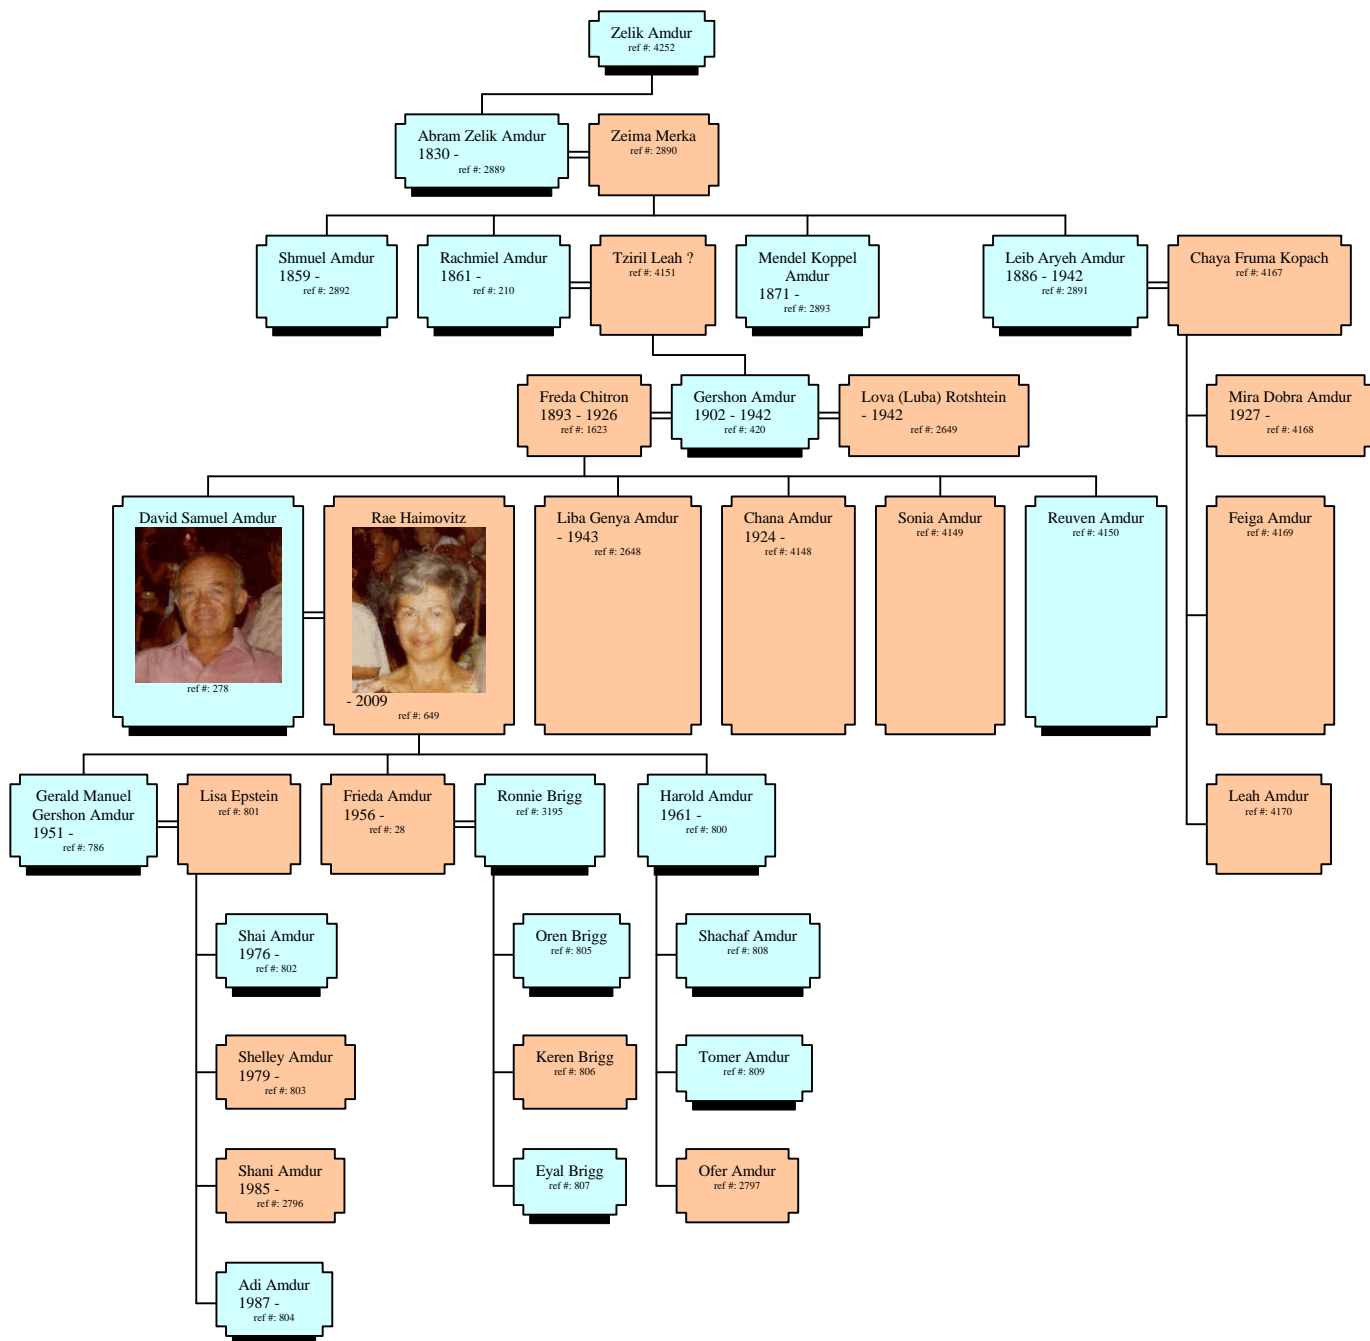 Zelik Amdur
ref #: 4252
Abram Zelik Amdur
1830 -
ref #: 2889
Zeima Merka
ref #: 2890
Shmuel Amdur
1859 -
ref #: 2892
Rachmiel Amdur
1861 -
ref #: 210
Tziril Leah ?
ref #: 4151
Mendel Koppel
Amdur
1871 -
ref #: 2893
Leib Aryeh Amdur
1886 - 1942
ref #: 2891
Chaya Fruma Kopach
ref #: 4167
Freda Chitron
1893 - 1926
ref #: 1623
Gershon Amdur
1902 - 1942
ref #: 420
Lova (Luba) Rotshtein
- 1942
ref #: 2649
Mira Dobra Amdur
1927 -
ref #: 4168
David Samuel Amdur
ref #: 278
Rae Haimovitz
- 2009
ref #: 649
Liba Genya Amdur
- 1943
ref #: 2648
Chana Amdur
1924 -
ref #: 4148
Sonia Amdur
ref #: 4149
Reuven Amdur
ref #: 4150
Feiga Amdur
ref #: 4169
Gerald Manuel
Gershon Amdur
1951 -
ref #: 786
Lisa Epstein
ref #: 801
Frieda Amdur
1956 -
ref #: 28
Ronnie Brigg
ref #: 3195
Harold Amdur
1961 -
ref #: 800
Leah Amdur
ref #: 4170
Shai Amdur
1976 -
ref #: 802
Oren Brigg
ref #: 805
Shachaf Amdur
ref #: 808
Shelley Amdur
1979 -
ref #: 803
Keren Brigg
ref #: 806
Tomer Amdur
ref #: 809
Shani Amdur
1985 -
ref #: 2796
Eyal Brigg
ref #: 807
Ofer Amdur
ref #: 2797
Adi Amdur
1987 -
ref #: 804